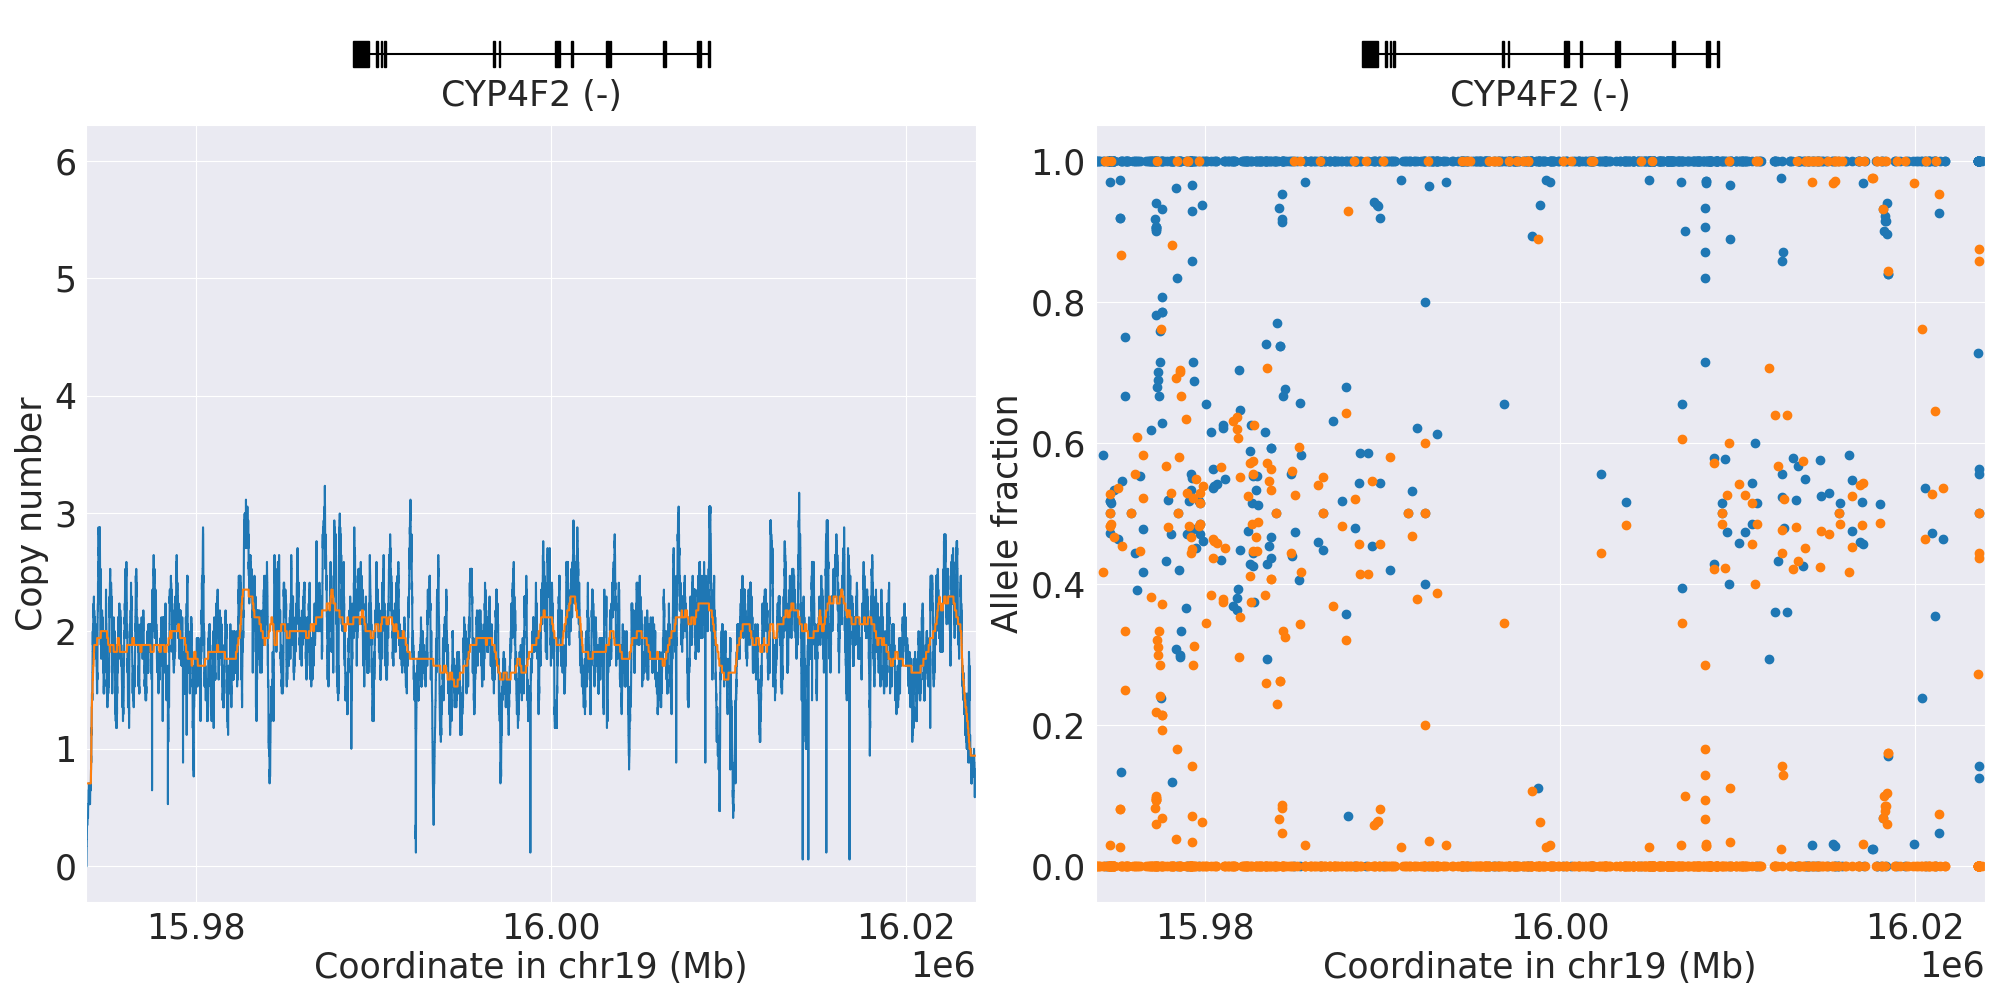 CYP4F2 (-)
Copy number
6
5
4
3
2
1
0
15.98
16.00
16.02
1e6
Coordinate in chr19 (Mb)
CYP4F2 (-)
Allele fraction
1.0
0.8
0.6
0.4
0.2
0.0
15.98
16.00
16.02
1e6
Coordinate in chr19 (Mb)